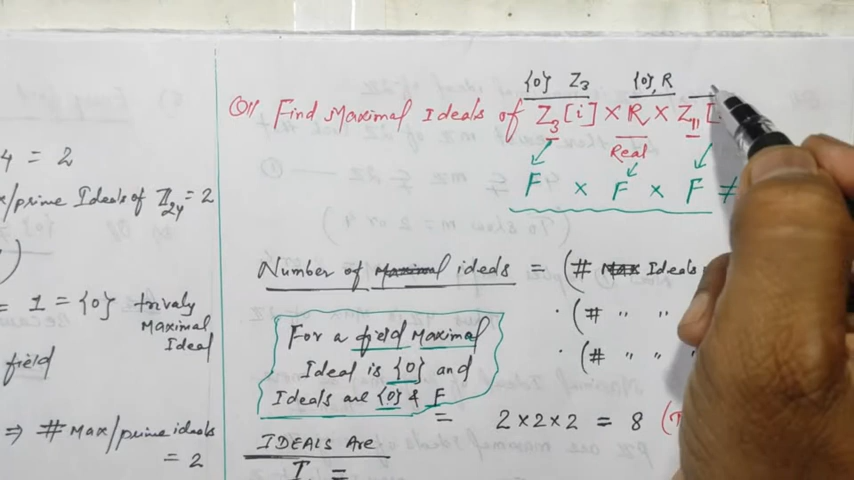 {0} Z₃ {0}, R
Q1| Find Maximal Ideals of Z₃[i] × R × Z₁₁[
Real
F × F × F ≠
4 = 2
x/prime Ideals of Z₂₄ = 2
)
= 1 = {0} trivaly
Maximal
Ideal
field
⇒ # Max/prime ideals
= 2
Number of ideals = (# Ideals
· (# " "
· (# " " "
For a field Maximal
Ideal is {0} and
Ideals are {0} & F
= 2×2×2 = 8
IDEALS Are
I =